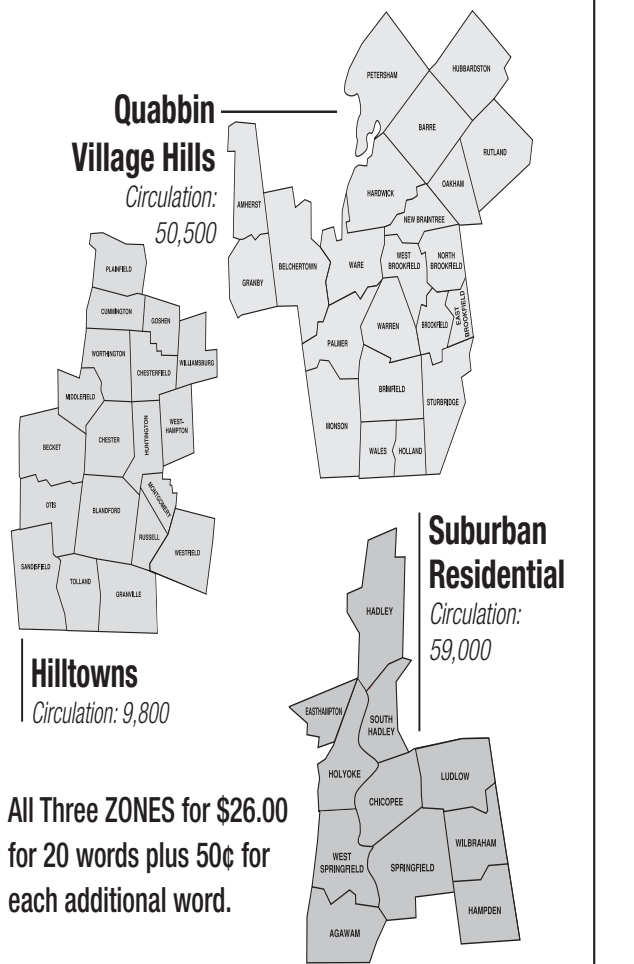 Quabbin
Village Hills
Circulation:
50,500
PETERSHAM
HUBBARDSTON
BARRE
RUTLAND
HARDWICK
OAKHAM
NEW BRAINTREE
AMHERST
BELCHERTOWN
GRANBY
WARE
WEST
BROOKFIELD
NORTH
BROOKFIELD
WARREN
BROOKFIELD
EAST
BROOKFIELD
PALMER
BRIMFIELD
STURBRIDGE
MONSON
WALES
HOLLAND
PLAINFIELD
CUMMINGTON
GOSHEN
WORTHINGTON
CHESTERFIELD
WILLIAMSBURG
MIDDLEFIELD
CHESTER
HUNTINGTON
WEST-
HAMPTON
BECKET
OTIS
BLANDFORD
MONTGOMERY
RUSSELL
WESTFIELD
SANDISFIELD
TOLLAND
GRANVILLE
Hilltowns
Circulation: 9,800
Suburban
Residential
Circulation:
59,000
HADLEY
EASTHAMPTON
SOUTH
HADLEY
HOLYOKE
CHICOPEE
LUDLOW
WEST
SPRINGFIELD
SPRINGFIELD
WILBRAHAM
HAMPDEN
AGAWAM
All Three ZONES for $26.00
for 20 words plus 50¢ for
each additional word.